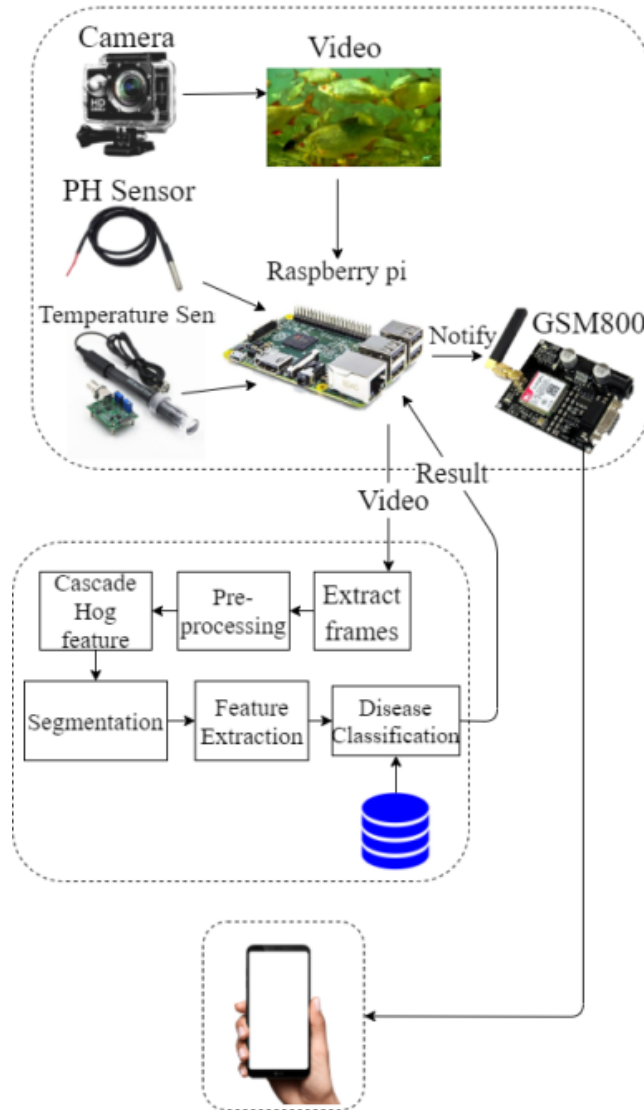 Camera
Video
PH Sensor
Raspberry pi
Temperature Sen
Notify
GSM800
Result
Video
Cascade
Hog
feature
Pre-
processing
Extract
frames
Segmentation
Feature
Extraction
Disease
Classification